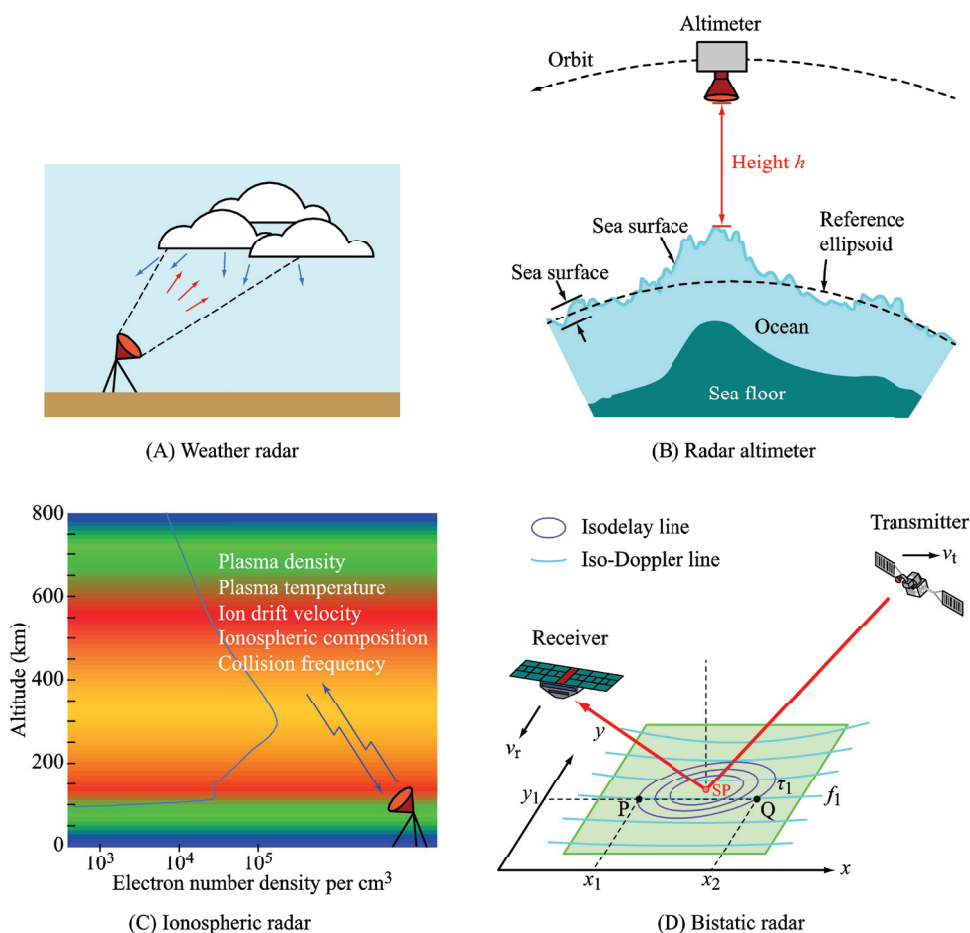 (A) Weather radar
Altimeter
Orbit
Height h
Sea surface
Reference
ellipsoid
Sea surface
Ocean
Sea floor
(B) Radar altimeter
800
600
400
200
0
Altitude (km)
Plasma density
Plasma temperature
Ion drift velocity
Ionospheric composition
Collision frequency
10³
10⁴
10⁵
Electron number density per cm³
(C) Ionospheric radar
Isodelay line
Iso-Doppler line
Transmitter
vₜ
Receiver
vᵣ
y
y₁
SP
τ₁
P
Q
f₁
x₁
x₂
x
(D) Bistatic radar